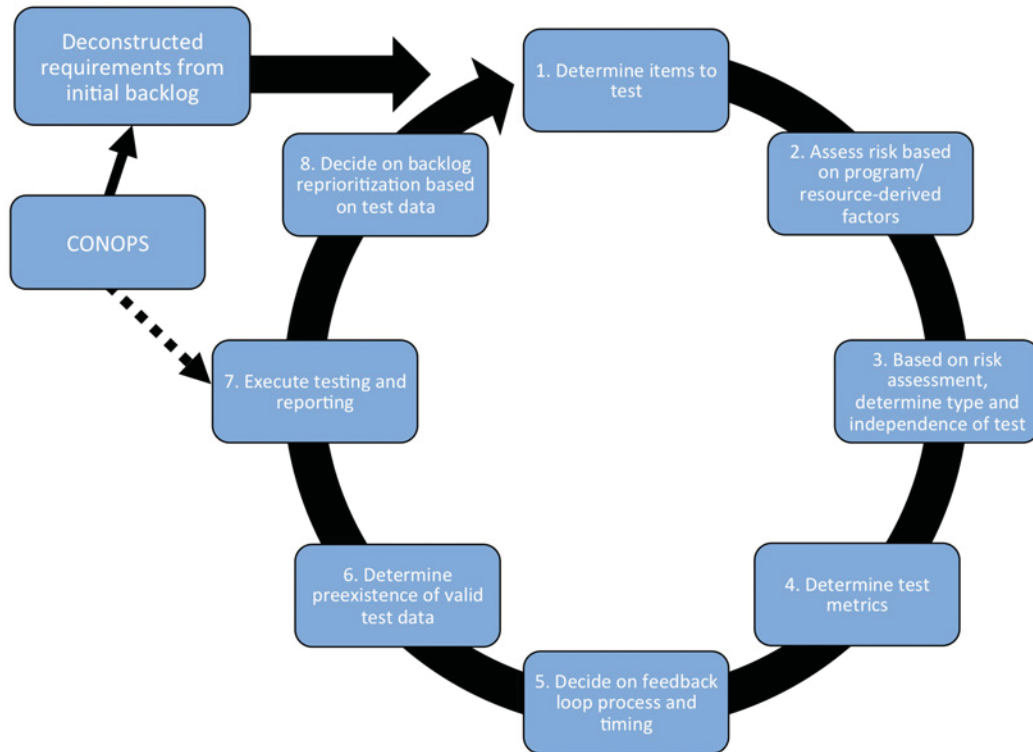 Deconstructed
requirements from
initial backlog
CONOPS
1. Determine items to
test
2. Assess risk based
on program/
resource-derived
factors
3. Based on risk
assessment,
determine type and
independence of test
4. Determine test
metrics
5. Decide on feedback
loop process and
timing
6. Determine
preexistence of valid
test data
7. Execute testing and
reporting
8. Decide on backlog
reprioritization based
on test data